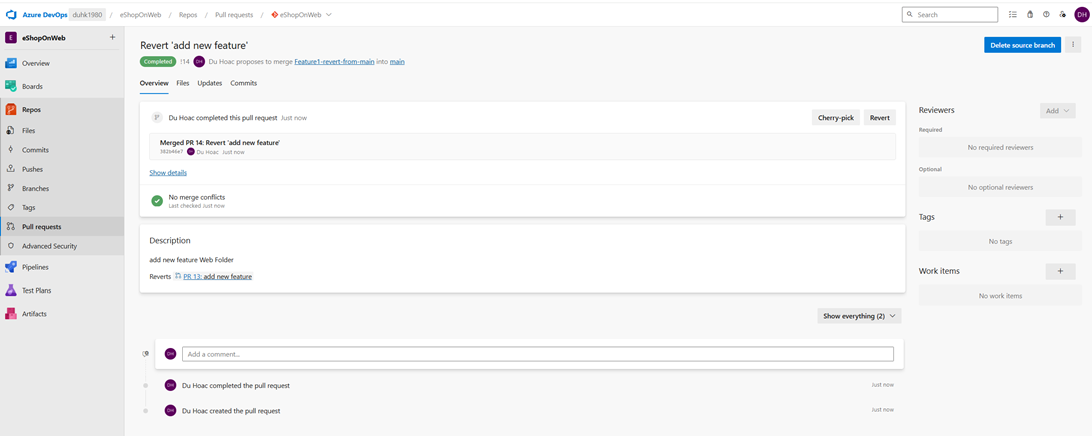 Azure DevOps duhk1980 / eShopOnWeb / Repos / Pull requests / eShopOnWeb
Search
DH
E eShopOnWeb +
Overview
Boards
Repos
Files
Commits
Pushes
Branches
Tags
Pull requests
Advanced Security
Pipelines
Test Plans
Artifacts
Revert 'add new feature'
Delete source branch
Completed !14 DH Du Hoac proposes to merge Feature1-revert-from-main into main
Overview Files Updates Commits
Du Hoac completed this pull request Just now
Cherry-pick Revert
Merged PR 14: Revert 'add new feature'
382b46e7 Du Hoac Just now
Show details
No merge conflicts
Last checked Just now
Description
add new feature Web Folder
Reverts PR 13: add new feature
Show everything (2)
DH Add a comment...
DH Du Hoac completed the pull request Just now
DH Du Hoac created the pull request Just now
Reviewers Add
Required
No required reviewers
Optional
No optional reviewers
Tags +
No tags
Work items +
No work items